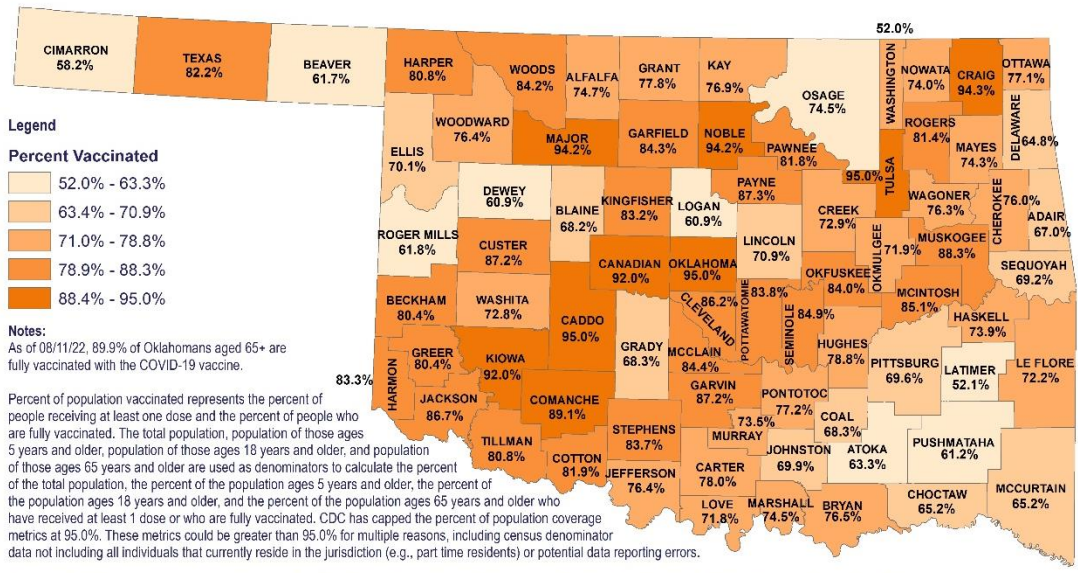 52.0%
CIMARRON
58.2%
TEXAS
82.2%
BEAVER
61.7%
HARPER
80.8%
WOODS
84.2%
ALFALFA
74.7%
GRANT
77.8%
KAY
76.9%
OSAGE
74.5%
WASHINGTON
NOWATA
74.0%
CRAIG
94.3%
OTTAWA
77.1%
DELAWARE
64.8%
WOODWARD
76.4%
ELLIS
70.1%
MAJOR
94.2%
GARFIELD
84.3%
NOBLE
94.2%
PAWNEE
81.8%
95.0%
TULSA
ROGERS
81.4%
MAYES
74.3%
DEWEY
60.9%
BLAINE
68.2%
KINGFISHER
83.2%
LOGAN
60.9%
PAYNE
87.3%
CREEK
72.9%
WAGONER
76.3%
CHEROKEE
76.0%
ADAIR
67.0%
ROGER MILLS
61.8%
CUSTER
87.2%
CANADIAN
92.0%
OKLAHOMA
95.0%
LINCOLN
70.9%
OKMULGEE
71.9%
MUSKOGEE
88.3%
SEQUOYAH
69.2%
BECKHAM
80.4%
WASHITA
72.8%
CADDO
95.0%
GRADY
68.3%
86.2%
CLEVELAND
83.8%
POTTAWATOMIE
SEMINOLE
84.9%
OKFUSKEE
84.0%
MCINTOSH
85.1%
HASKELL
73.9%
HUGHES
78.8%
PITTSBURG
69.6%
LATIMER
52.1%
LE FLORE
72.2%
GREER
80.4%
KIOWA
92.0%
MCCLAIN
84.4%
83.3%
HARMON
JACKSON
86.7%
COMANCHE
89.1%
GARVIN
87.2%
PONTOTOC
77.2%
COAL
68.3%
TILLMAN
80.8%
COTTON
81.9%
STEPHENS
83.7%
73.5%
MURRAY
JOHNSTON
69.9%
ATOKA
63.3%
PUSHMATAHA
61.2%
JEFFERSON
76.4%
CARTER
78.0%
LOVE
71.8%
MARSHALL
74.5%
BRYAN
76.5%
CHOCTAW
65.2%
MCCURTAIN
65.2%
Legend
Percent Vaccinated
52.0% - 63.3%
63.4% - 70.9%
71.0% - 78.8%
78.9% - 88.3%
88.4% - 95.0%
Notes:
As of 08/11/22, 89.9% of Oklahomans aged 65+ are
fully vaccinated with the COVID-19 vaccine.
Percent of population vaccinated represents the percent of
people receiving at least one dose and the percent of people who
are fully vaccinated. The total population, population of those ages
5 years and older, population of those ages 18 years and older, and population
of those ages 65 years and older are used as denominators to calculate the percent
of the total population, the percent of the population ages 5 years and older, the percent of
the population ages 18 years and older, and the percent of the population ages 65 years and older who
have received at least 1 dose or who are fully vaccinated. CDC has capped the percent of population coverage
metrics at 95.0%. These metrics could be greater than 95.0% for multiple reasons, including census denominator
data not including all individuals that currently reside in the jurisdiction (e.g., part time residents) or potential data reporting errors.